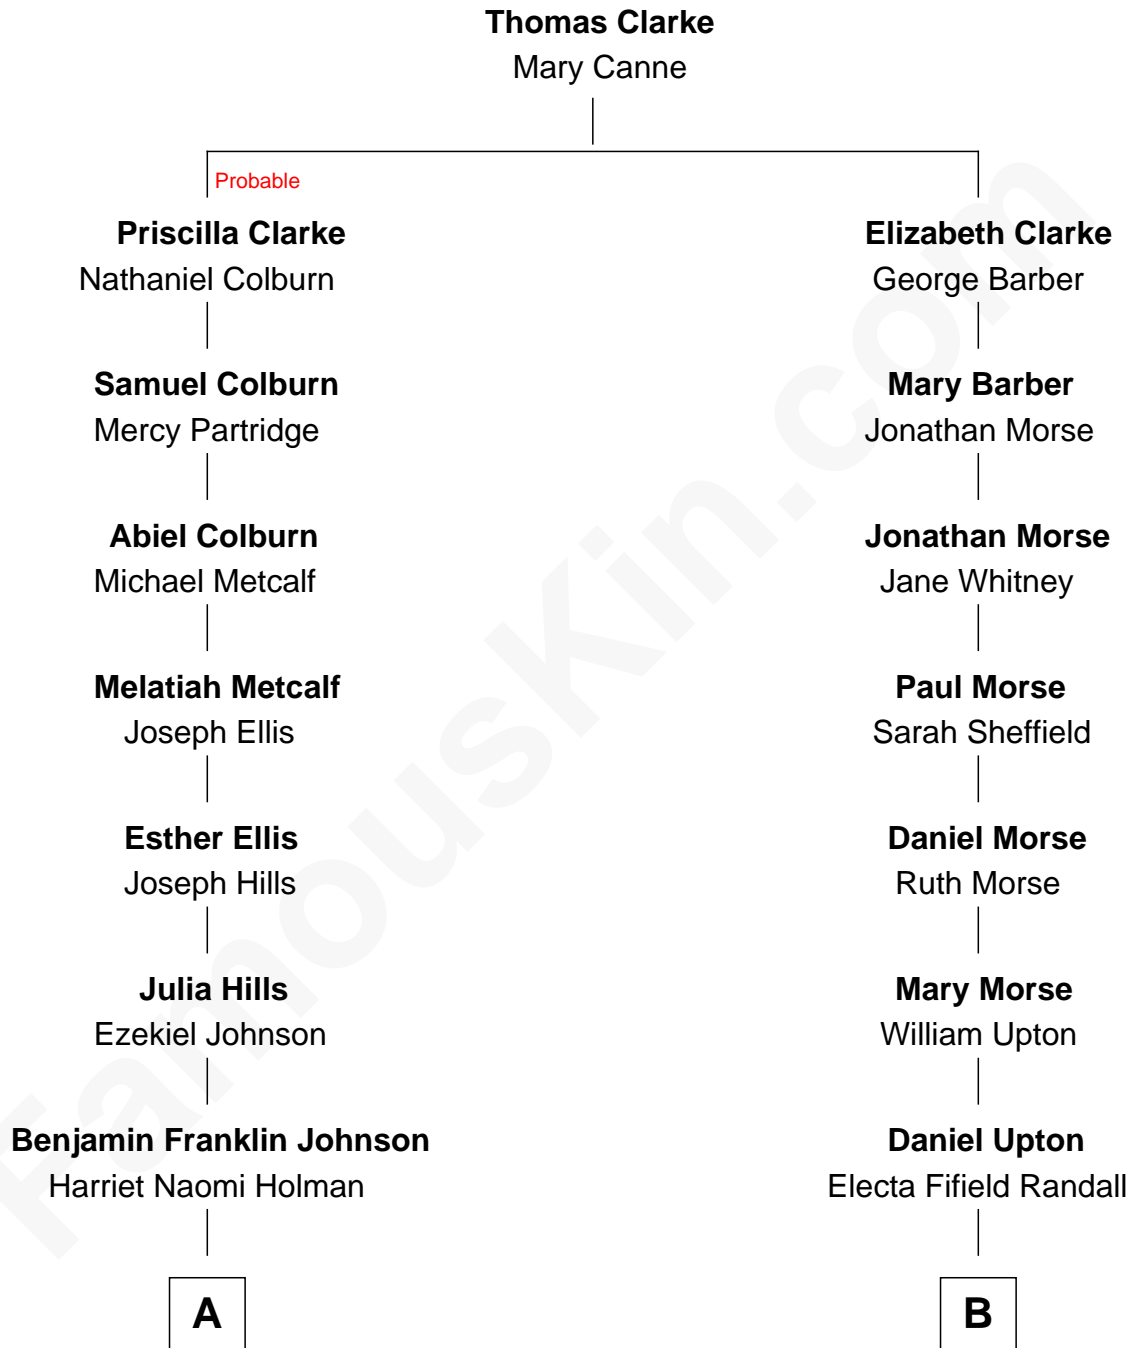 Thomas Clarke
Mary Canne
Probable
Priscilla Clarke
Nathaniel Colburn
Elizabeth Clarke
George Barber
Samuel Colburn
Mercy Partridge
Mary Barber
Jonathan Morse
Abiel Colburn
Michael Metcalf
Jonathan Morse
Jane Whitney
Melatiah Metcalf
Joseph Ellis
Paul Morse
Sarah Sheffield
Esther Ellis
Joseph Hills
Daniel Morse
Ruth Morse
Julia Hills
Ezekiel Johnson
Mary Morse
William Upton
Benjamin Franklin Johnson
Harriet Naomi Holman
Daniel Upton
Electa Fifield Randall
A
B
FamousKin.com